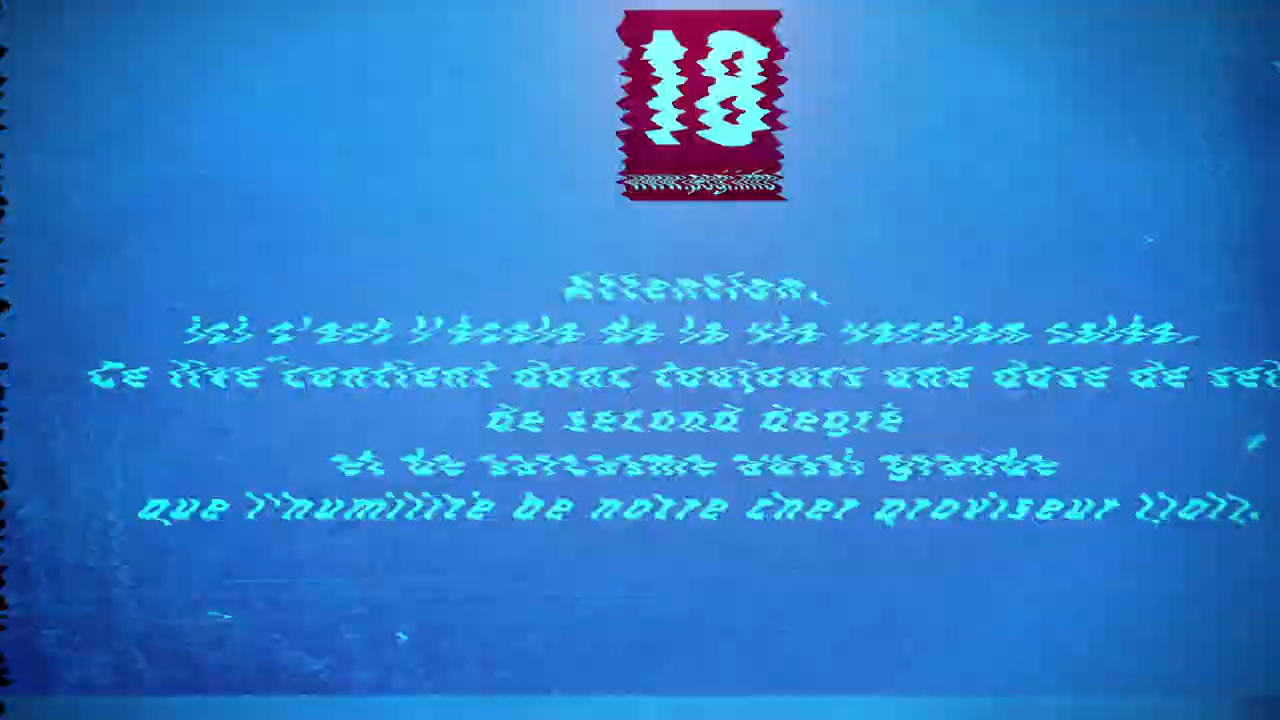 18
Attention,
ici c'est l'école de la vie version salée.
Ce live contient donc toujours une dose de
de second degré
et de sarcasme aussi grande
que l'humilité de notre cher proviseur